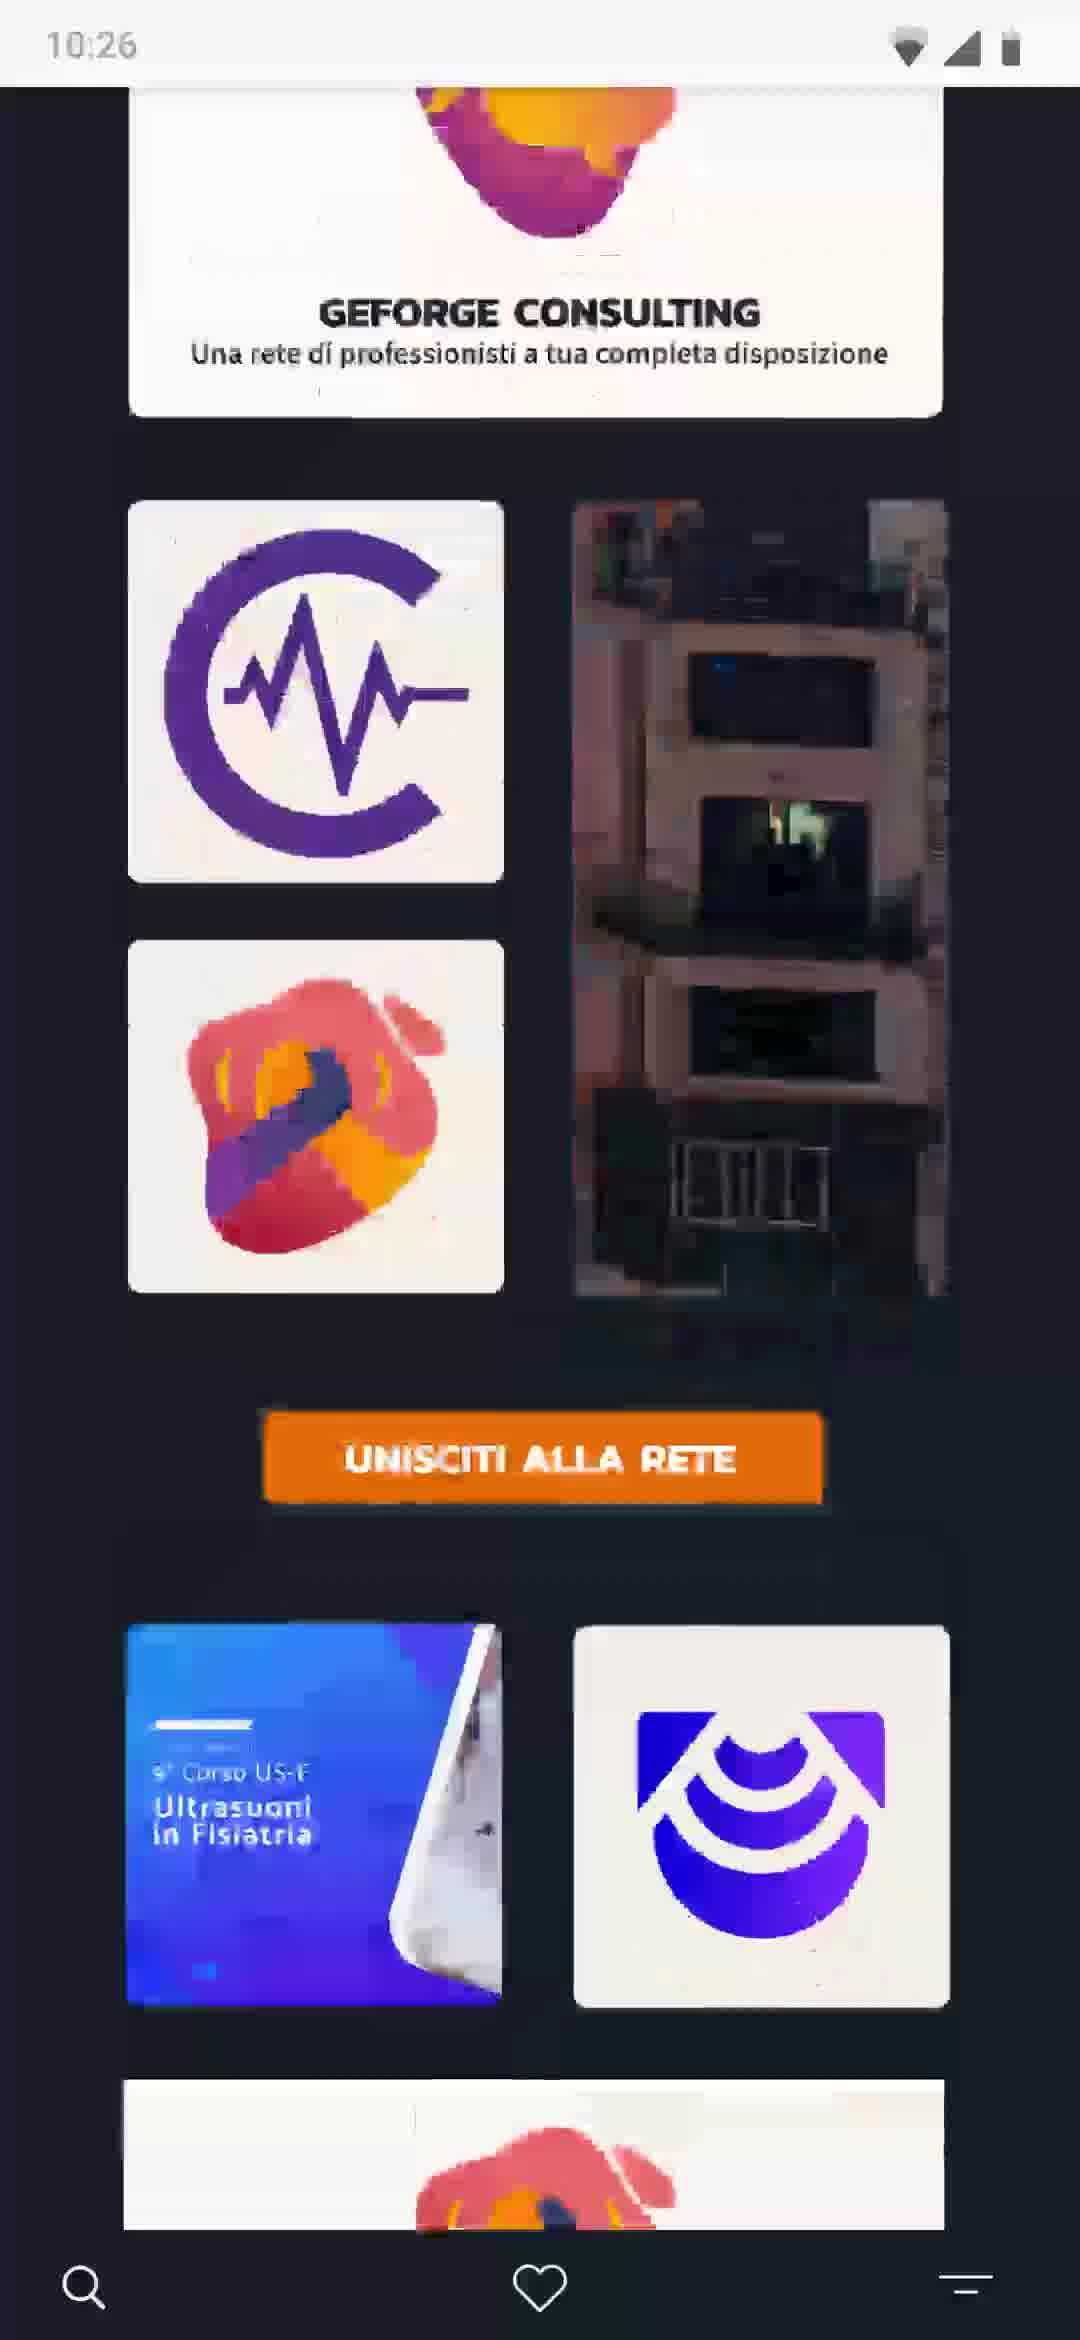 10:26
GEFORGE CONSULTING
Una rete di professionisti a tua completa disposizione
UNISCITI ALLA RETE
9° Corso US-F
Ultrasuoni
in Fisiatria